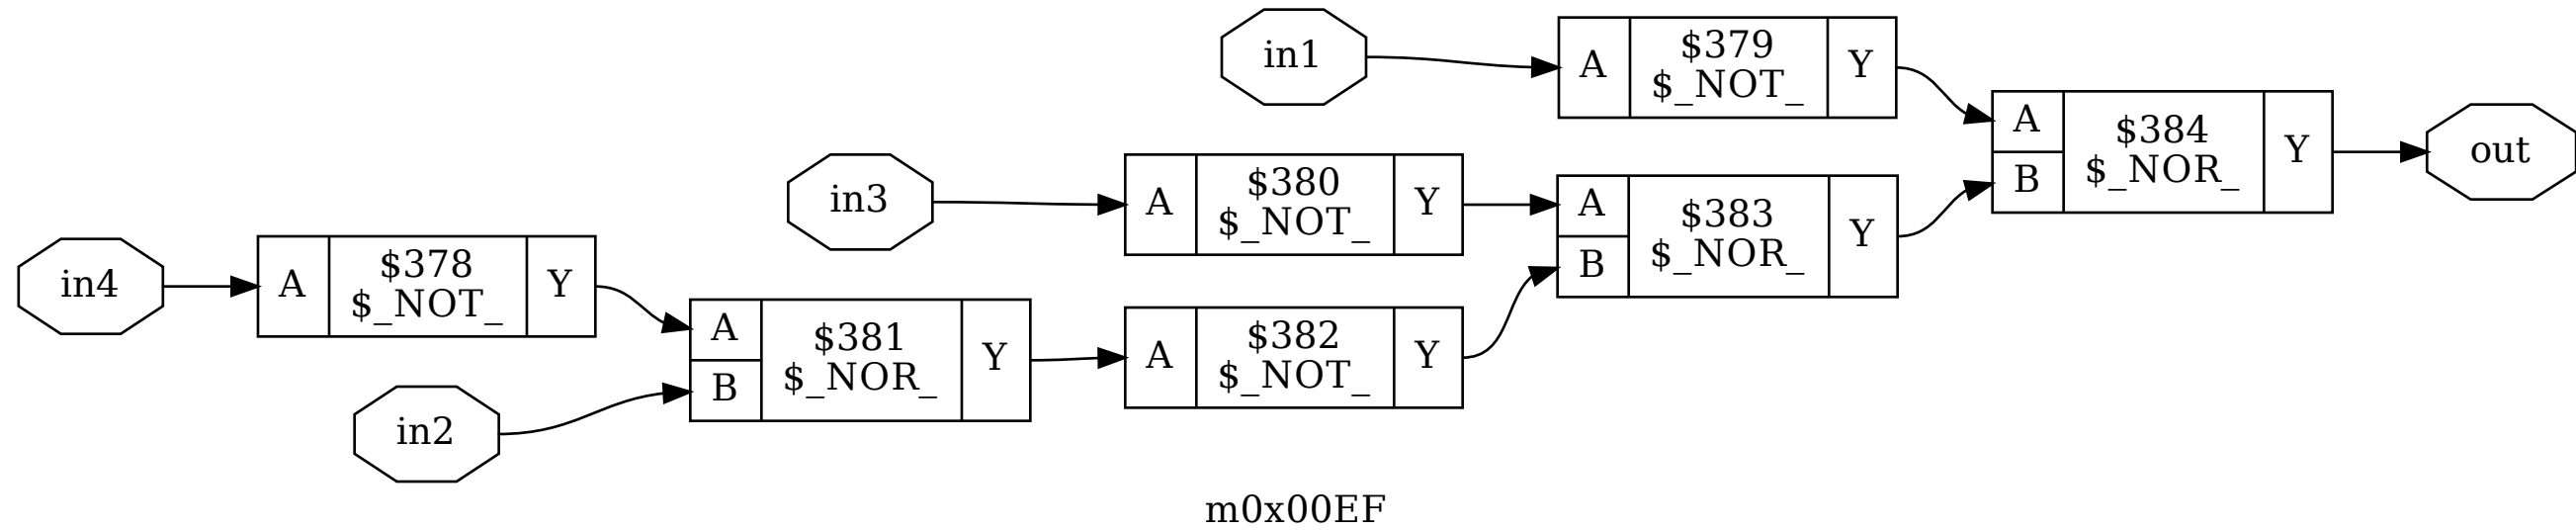 in1
A
$379
$_NOT_
Y
in3
A
$380
$_NOT_
Y
A
B
$383
$_NOR_
Y
A
B
$384
$_NOR_
Y
out
in4
A
$378
$_NOT_
Y
in2
A
B
$381
$_NOR_
Y
A
$382
$_NOT_
Y
m0x00EF